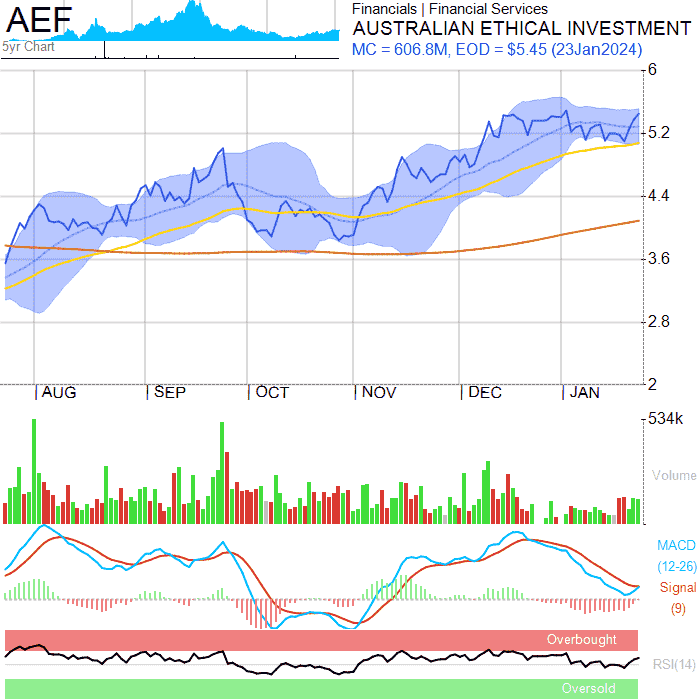 AEF
5yr Chart
Financials | Financial Services
AUSTRALIAN ETHICAL INVESTMENT
MC = 606.8M, EOD = $5.45 (23Jan2024)
6
5.2
4.4
3.6
2.8
2
AUG SEP OCT NOV DEC JAN
534k
Volume
MACD
(12-26)
Signal
(9)
Overbought
RSI(14)
Oversold